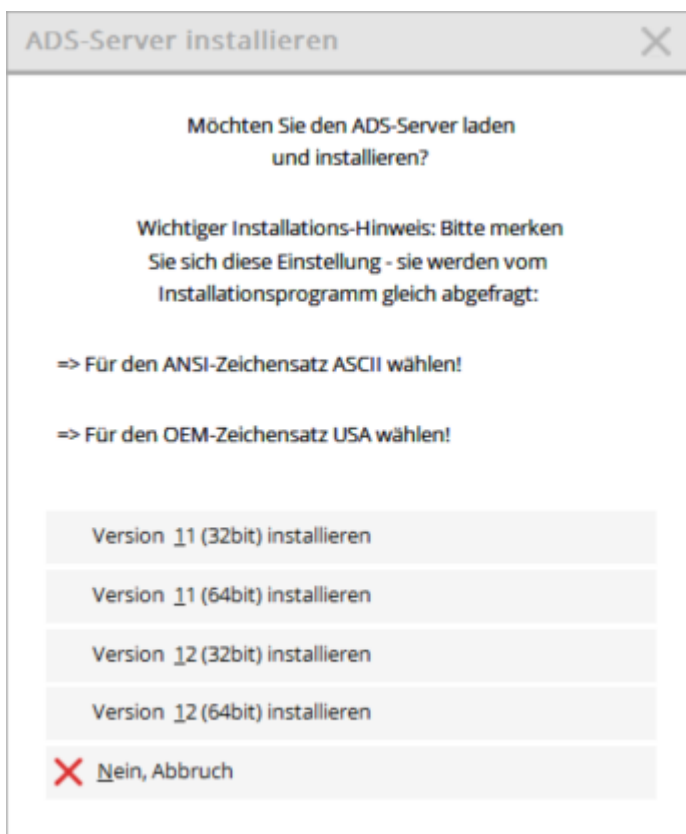 ADS-Server installieren
Möchten Sie den ADS-Server laden
und installieren?
Wichtiger Installations-Hinweis: Bitte merken
Sie sich diese Einstellung - sie werden vom
Installationsprogramm gleich abgefragt:
=> Für den ANSI-Zeichensatz ASCII wählen!
=> Für den OEM-Zeichensatz USA wählen!
Version 11 (32bit) installieren
Version 11 (64bit) installieren
Version 12 (32bit) installieren
Version 12 (64bit) installieren
Nein, Abbruch